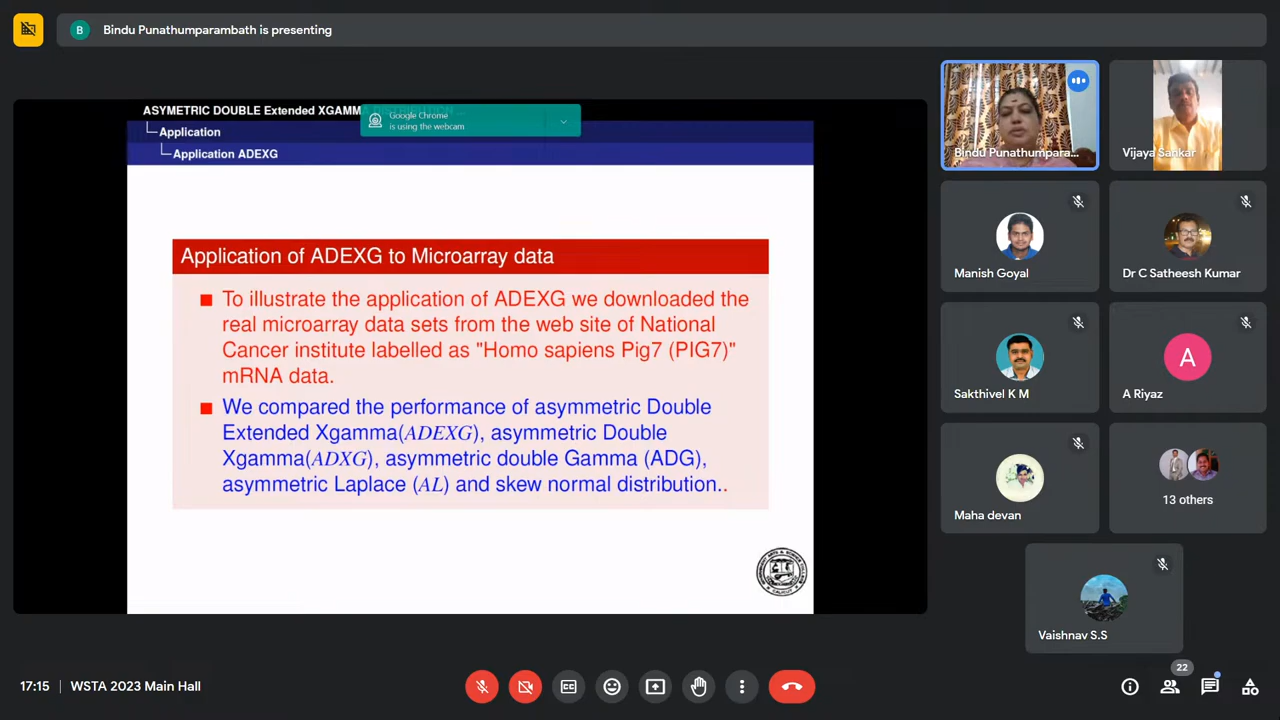 B Bindu Punathumparambath is presenting
ASYMETRIC DOUBLE Extended XGAMMA
Google Chrome
is using the webcam
Application
Application ADEXG
Application of ADEXG to Microarray data
To illustrate the application of ADEXG we downloaded the
real microarray data sets from the web site of National
Cancer institute labelled as "Homo sapiens Pig7 (PIG7)"
mRNA data.
We compared the performance of asymmetric Double
Extended Xgamma(ADEXG), asymmetric Double
Xgamma(ADXG), asymmetric double Gamma (ADG),
asymmetric Laplace (AL) and skew normal distribution..
CALICUT
Bindu Punathumpara...
Vijaya Sankar
Manish Goyal
Dr C Satheesh Kumar
Sakthivel K M
A
A Riyaz
Maha devan
13 others
Vaishnav S.S
17:15 | WSTA 2023 Main Hall
CC
22